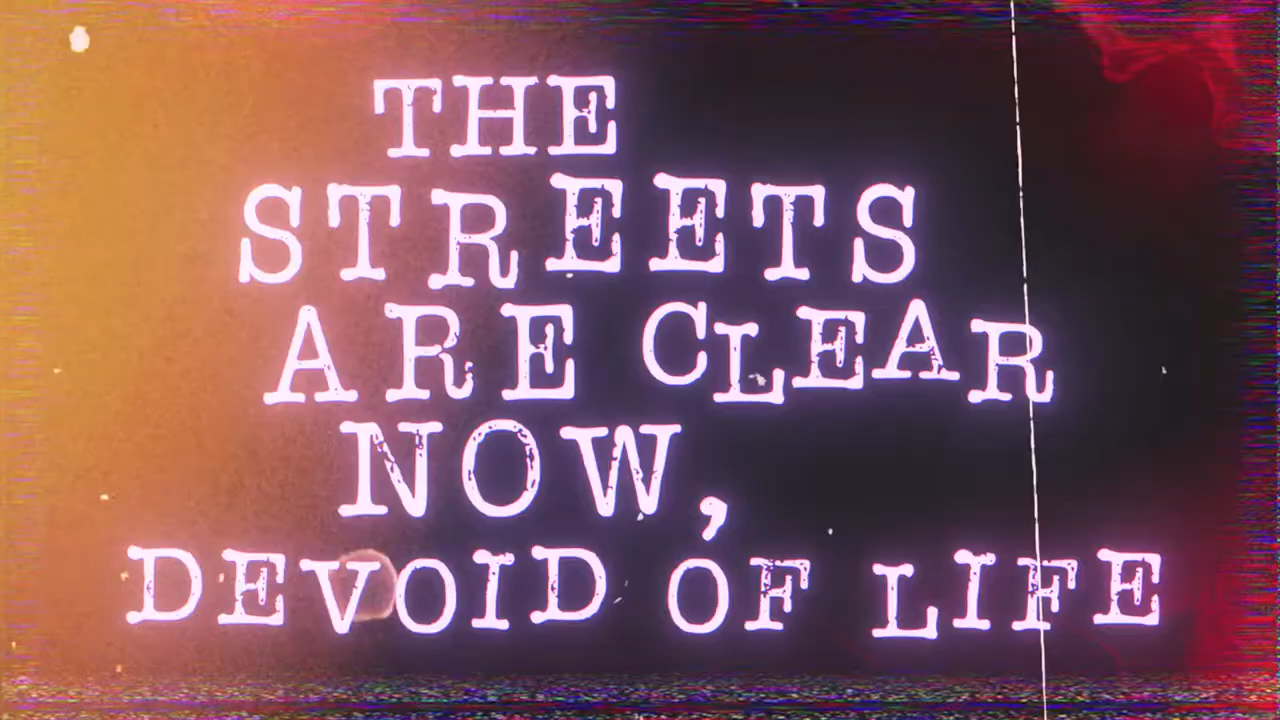 THE
STREETS
ARE CLEAR
NOW,
DEVOID OF LIFE